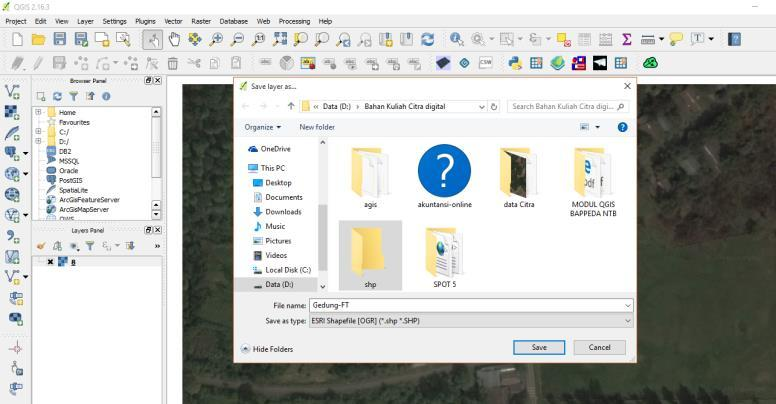 QGIS 2.16.3
Project Edit View Layer Settings Plugins Vector Raster Database Web Processing Help
CSW
Browser Panel
Home
Favourites
C:/
D:/
DB2
MSSQL
Oracle
PostGIS
SpatiaLite
ArcGisFeatureServer
ArcGisMapServer
OWS
Layers Panel
8
Save layer as...
« Data (D:) › Bahan Kuliah Citra digital
Search Bahan Kuliah Citra digi...
Organize New folder
OneDrive
This PC
Desktop
Documents
Downloads
Music
Pictures
Videos
Local Disk (C:)
Data (D:)
agis
akuntansi-online
data Citra
MODUL QGIS BAPPEDA NTB
shp
SPOT 5
File name: Gedung-FT
Save as type: ESRI Shapefile [OGR] (*.shp *.SHP)
Hide Folders
Save
Cancel